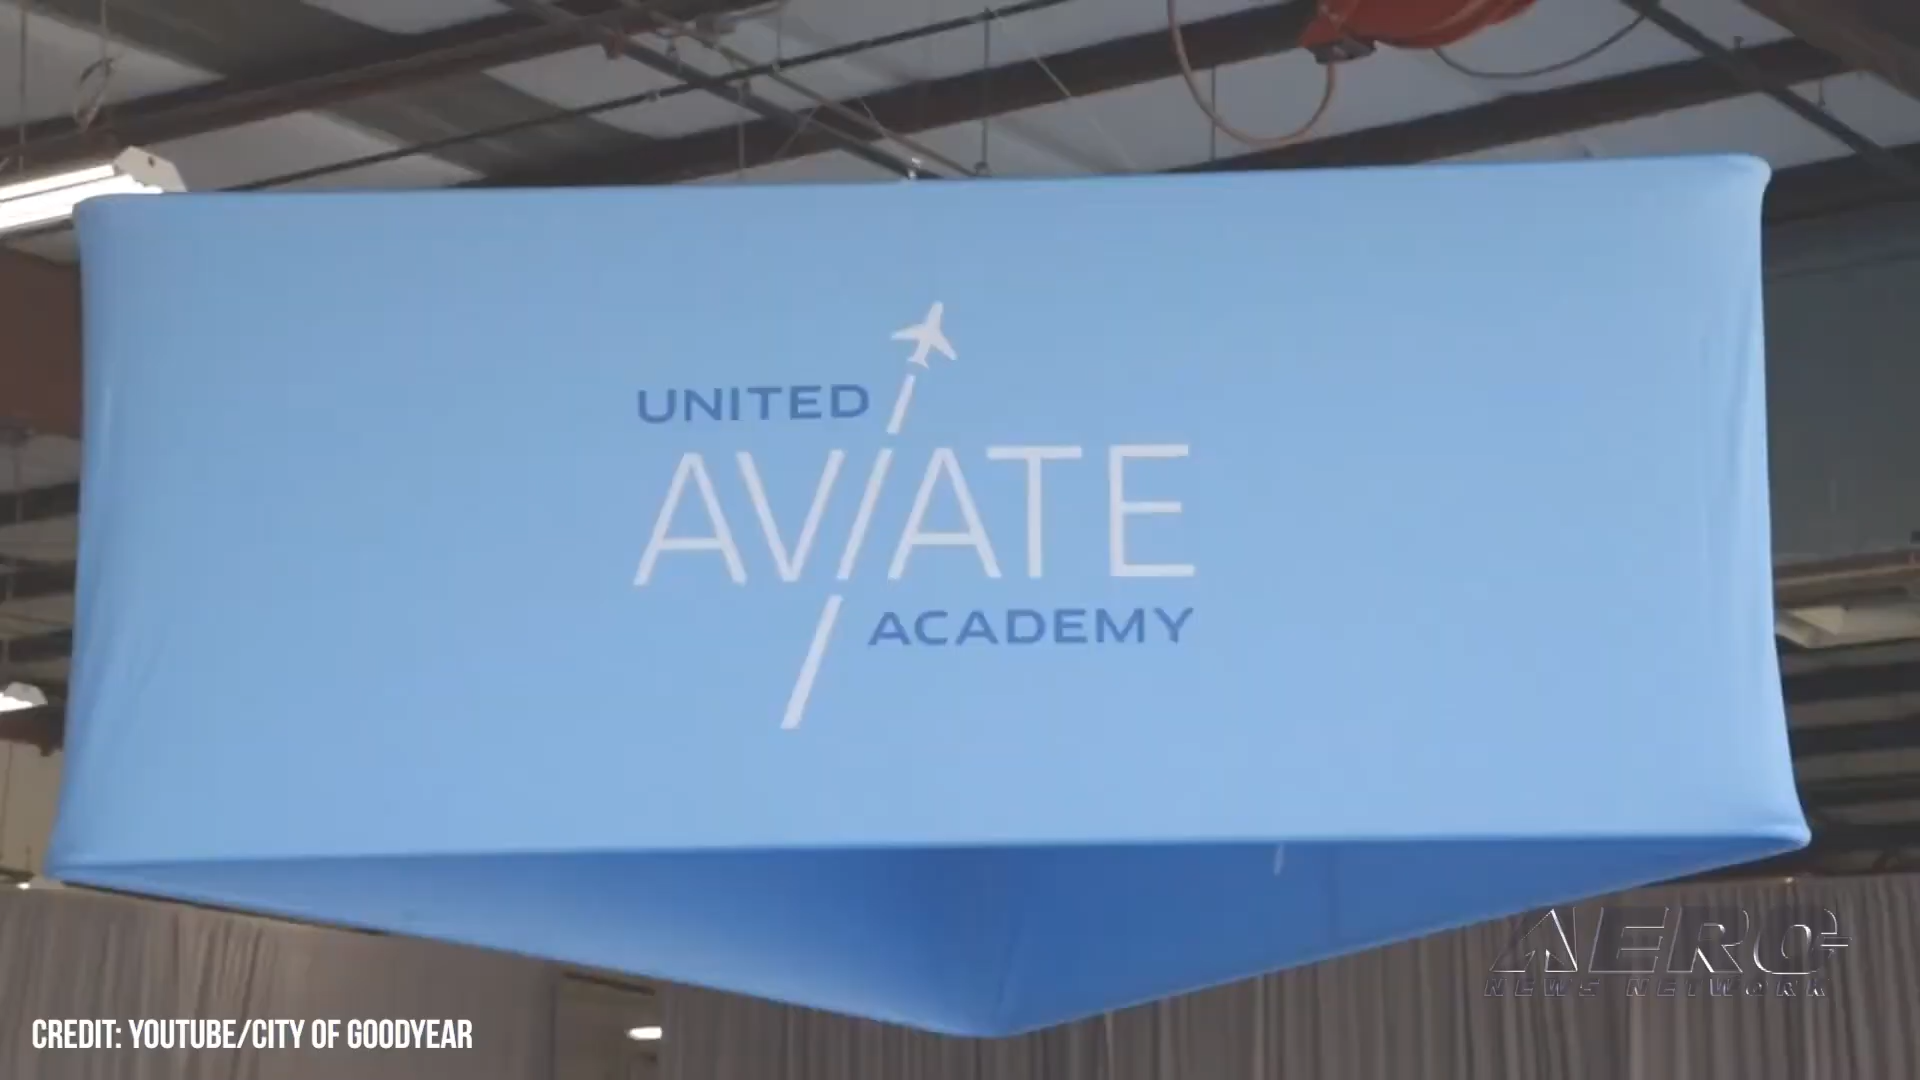 UNITED
AVIATE
ACADEMY
AERO
NEWS NETWORK
CREDIT: YOUTUBE/CITY OF GOODYEAR